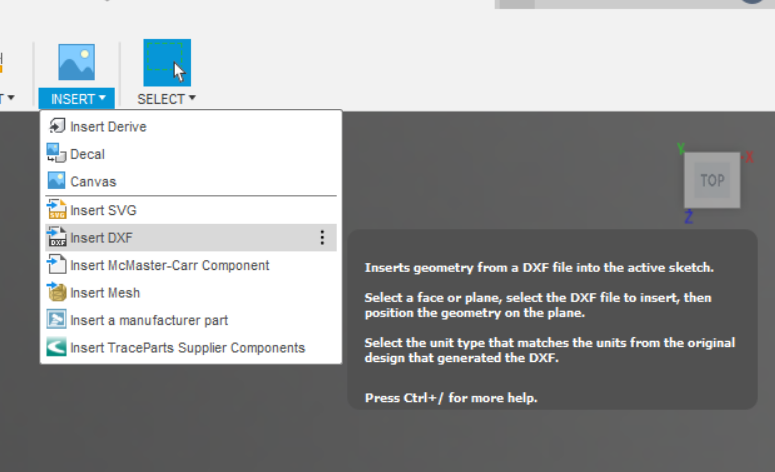 INSERT ▾
SELECT ▾
Insert Derive
Decal
Canvas
Insert SVG
Insert DXF
Insert McMaster-Carr Component
Insert Mesh
Insert a manufacturer part
Insert TraceParts Supplier Components
Y
X
TOP
Z
Inserts geometry from a DXF file into the active sketch.
Select a face or plane, select the DXF file to insert, then
position the geometry on the plane.
Select the unit type that matches the units from the original
design that generated the DXF.
Press Ctrl+/ for more help.